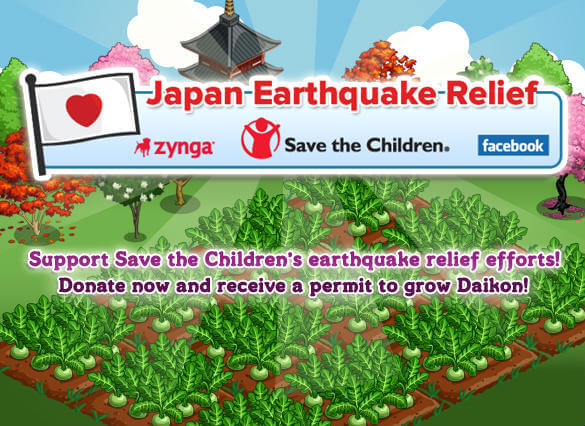 Japan Earthquake Relief
zynga
Save the Children®
facebook
Support Save the Children's earthquake relief efforts!
Donate now and receive a permit to grow Daikon!